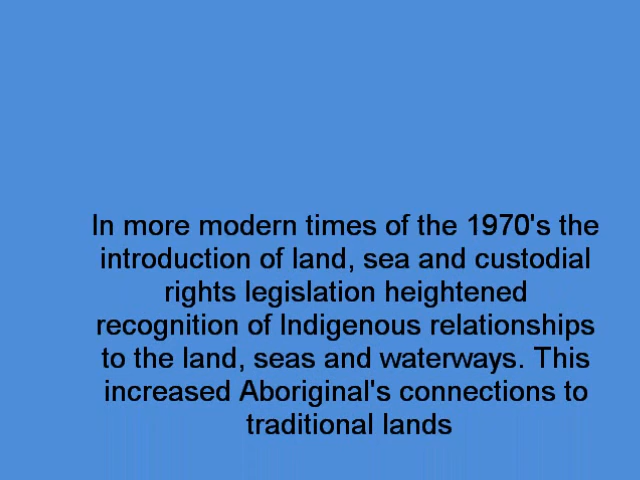 In more modern times of the 1970's the
introduction of land, sea and custodial
rights legislation heightened
recognition of Indigenous relationships
to the land, seas and waterways. This
increased Aboriginal's connections to
traditional lands